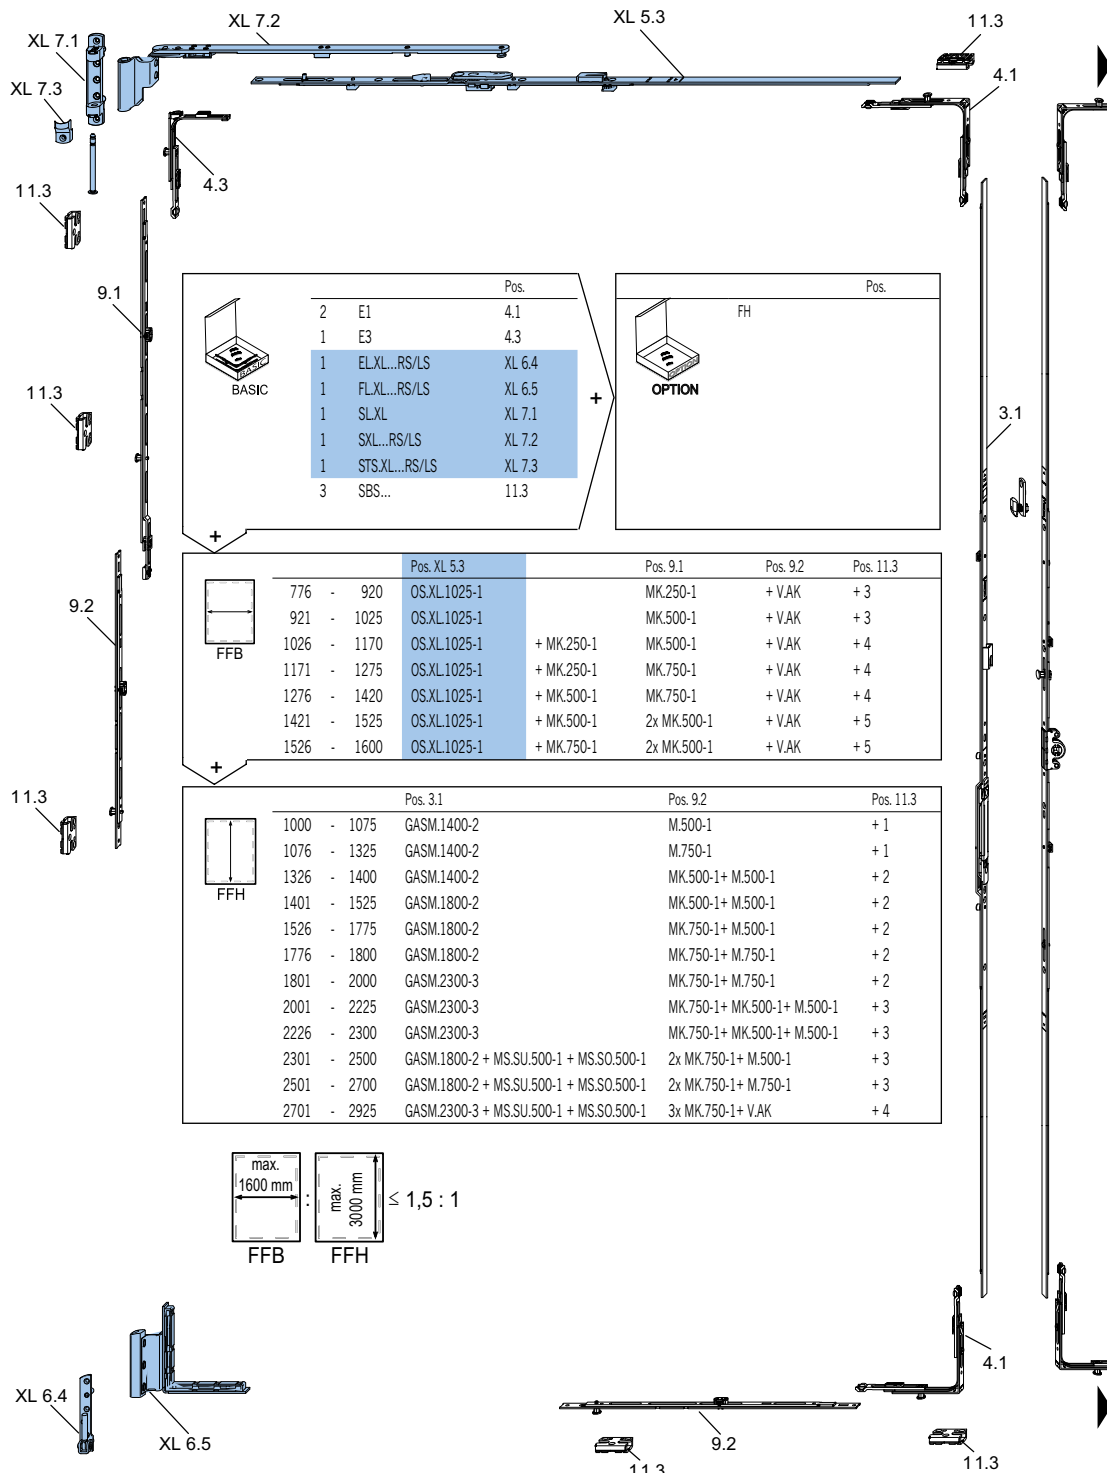 XL 7.2
XL 5.3
11.3
XL 7.1
4.1
XL 7.3
4.3
11.3
9.1
11.3
3.1
9.2
11.3
Pos.
2 E1 4.1
1 E3 4.3
1 EL.XL...RS/LS XL 6.4
1 FL.XL...RS/LS XL 6.5
1 SL.XL XL 7.1
1 SXL...RS/LS XL 7.2
1 STS.XL...RS/LS XL 7.3
3 SBS... 11.3
BASIC
BASIC
+
Pos.
FH
OPTION
OPTION
+
Pos. XL 5.3 Pos. 9.1 Pos. 9.2 Pos. 11.3
776 - 920 OS.XL.1025-1 MK.250-1 + V.AK + 3
921 - 1025 OS.XL.1025-1 MK.500-1 + V.AK + 3
1026 - 1170 OS.XL.1025-1 + MK.250-1 MK.500-1 + V.AK + 4
1171 - 1275 OS.XL.1025-1 + MK.250-1 MK.750-1 + V.AK + 4
1276 - 1420 OS.XL.1025-1 + MK.500-1 MK.750-1 + V.AK + 4
1421 - 1525 OS.XL.1025-1 + MK.500-1 2x MK.500-1 + V.AK + 5
1526 - 1600 OS.XL.1025-1 + MK.750-1 2x MK.500-1 + V.AK + 5
FFB
+
Pos. 3.1 Pos. 9.2 Pos. 11.3
1000 - 1075 GASM.1400-2 M.500-1 + 1
1076 - 1325 GASM.1400-2 M.750-1 + 1
1326 - 1400 GASM.1400-2 MK.500-1+ M.500-1 + 2
1401 - 1525 GASM.1800-2 MK.500-1+ M.500-1 + 2
1526 - 1775 GASM.1800-2 MK.750-1+ M.500-1 + 2
1776 - 1800 GASM.1800-2 MK.750-1+ M.750-1 + 2
1801 - 2000 GASM.2300-3 MK.750-1+ M.750-1 + 2
2001 - 2225 GASM.2300-3 MK.750-1+ MK.500-1+ M.500-1 + 3
2226 - 2300 GASM.2300-3 MK.750-1+ MK.500-1+ M.500-1 + 3
2301 - 2500 GASM.1800-2 + MS.SU.500-1 + MS.SO.500-1 2x MK.750-1+ M.500-1 + 3
2501 - 2700 GASM.1800-2 + MS.SU.500-1 + MS.SO.500-1 2x MK.750-1+ M.750-1 + 3
2701 - 2925 GASM.2300-3 + MS.SU.500-1 + MS.SO.500-1 3x MK.750-1+ V.AK + 4
FFH
max.
1600 mm
:
max.
3000 mm
≤ 1,5 : 1
FFB FFH
4.1
XL 6.4
XL 6.5
9.2
11.3
11.3